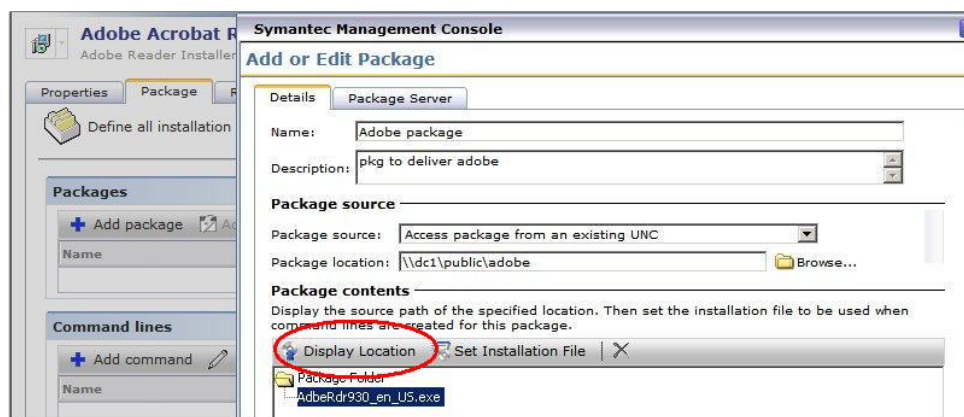 Adobe Acrobat R
Adobe Reader Installer
Properties
Package
Define all installation
Packages
Add package
Name
Command lines
Add command
Name
Symantec Management Console
Add or Edit Package
Details
Package Server
Name: Adobe package
Description: pkg to deliver adobe
Package source
Package source: Access package from an existing UNC
Package location: \\dc1\public\adobe Browse...
Package contents
Display the source path of the specified location. Then set the installation file to be used when
command lines are created for this package.
Display Location Set Installation File
Package Folder
AdbeRdr930_en_US.exe